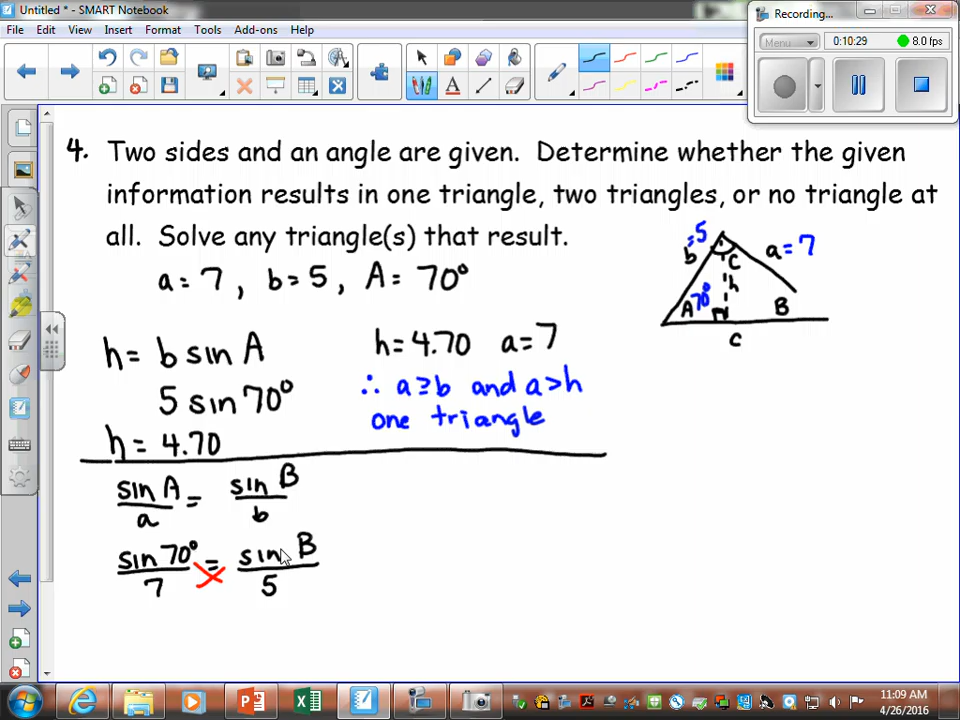 Untitled * - SMART Notebook
File Edit View Insert Format Tools Add-ons Help
Recording...
Menu 0:10:29 8.0 fps
4. Two sides and an angle are given. Determine whether the given
information results in one triangle, two triangles, or no triangle at
all. Solve any triangle(s) that result.
a = 7, b = 5, A = 70°
b = 5 C a = 7
h
A 70° B
c
h = b sin A
5 sin 70°
h = 4.70
h = 4.70 a = 7
∴ a ≥ b and a > h
one triangle
sin A / a = sin B / b
sin 70° / 7 = sin B / 5
11:09 AM
4/26/2016